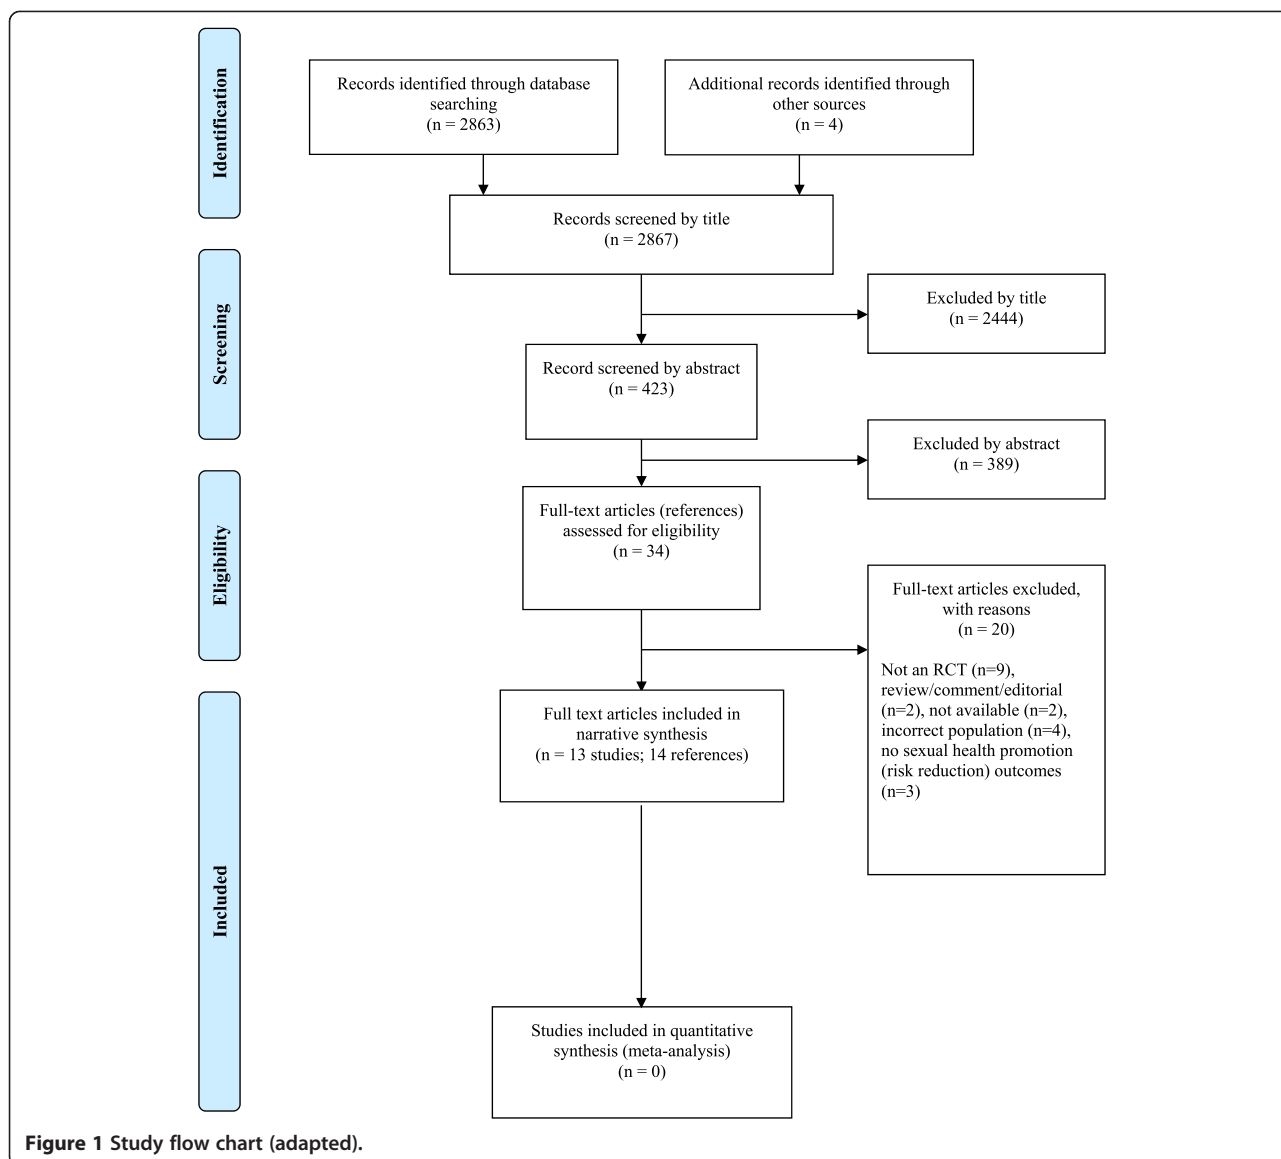 Identification
Records identified through database
searching
(n = 2863)
Additional records identified through
other sources
(n = 4)
Records screened by title
(n = 2867)
Screening
Excluded by title
(n = 2444)
Record screened by abstract
(n = 423)
Excluded by abstract
(n = 389)
Eligibility
Full-text articles (references)
assessed for eligibility
(n = 34)
Full-text articles excluded,
with reasons
(n = 20)
Not an RCT (n=9),
review/comment/editorial
(n=2), not available (n=2),
incorrect population (n=4),
no sexual health promotion
(risk reduction) outcomes
(n=3)
Included
Full text articles included in
narrative synthesis
(n = 13 studies; 14 references)
Studies included in quantitative
synthesis (meta-analysis)
(n = 0)
Figure 1 Study flow chart (adapted).